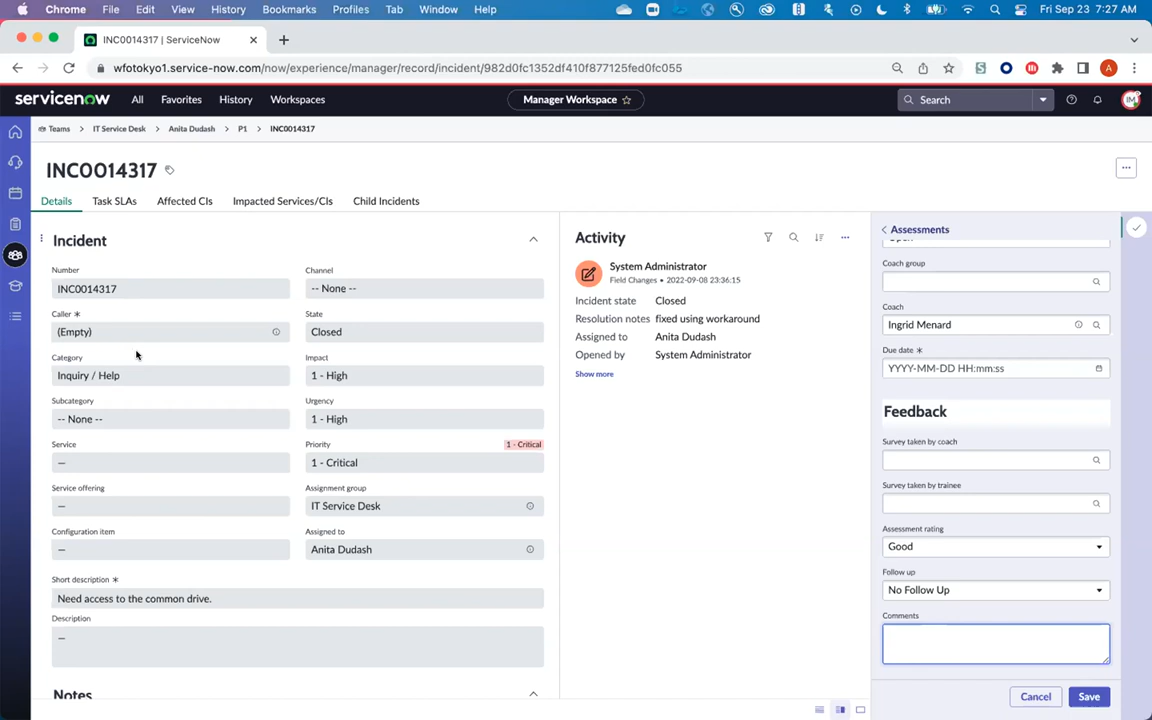 Chrome File Edit View History Bookmarks Profiles Tab Window Help Fri Sep 23 7:27 AM
INC0014317 | ServiceNow
wfotokyo1.service-now.com/now/experience/manager/record/incident/982d0fc1352df410f877125fed0fc055
servicenow All Favorites History Workspaces Manager Workspace Search IM
Teams > IT Service Desk > Anita Dudash > P1 > INC0014317
INC0014317
Details Task SLAs Affected CIs Impacted Services/CIs Child Incidents
Incident
Number
INC0014317
Channel
-- None --
Caller *
(Empty)
State
Closed
Category
Inquiry / Help
Impact
1 - High
Subcategory
-- None --
Urgency
1 - High
Service
—
Priority 1 - Critical
1 - Critical
Service offering
—
Assignment group
IT Service Desk
Configuration item
—
Assigned to
Anita Dudash
Short description *
Need access to the common drive.
Description
—
Notes
Activity
System Administrator
Field Changes • 2022-09-08 23:36:15
Incident state Closed
Resolution notes fixed using workaround
Assigned to Anita Dudash
Opened by System Administrator
Show more
Assessments
Open
Coach group
Coach
Ingrid Menard
Due date *
YYYY-MM-DD HH:mm:ss
Feedback
Survey taken by coach
Survey taken by trainee
Assessment rating
Good
Follow up
No Follow Up
Comments
Cancel Save